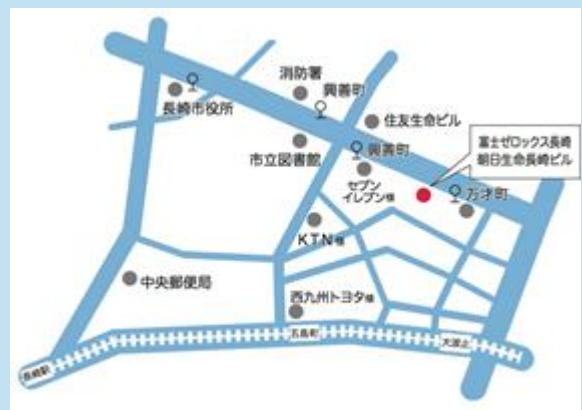 消防署
興善町
長崎市役所
住友生命ビル
市立図書館
興善町
富士ゼロックス長崎
朝日生命長崎ビル
セブン
イレブン様
万才町
KTN様
中央郵便局
西九州トヨタ様
五島町
大波止
長崎駅